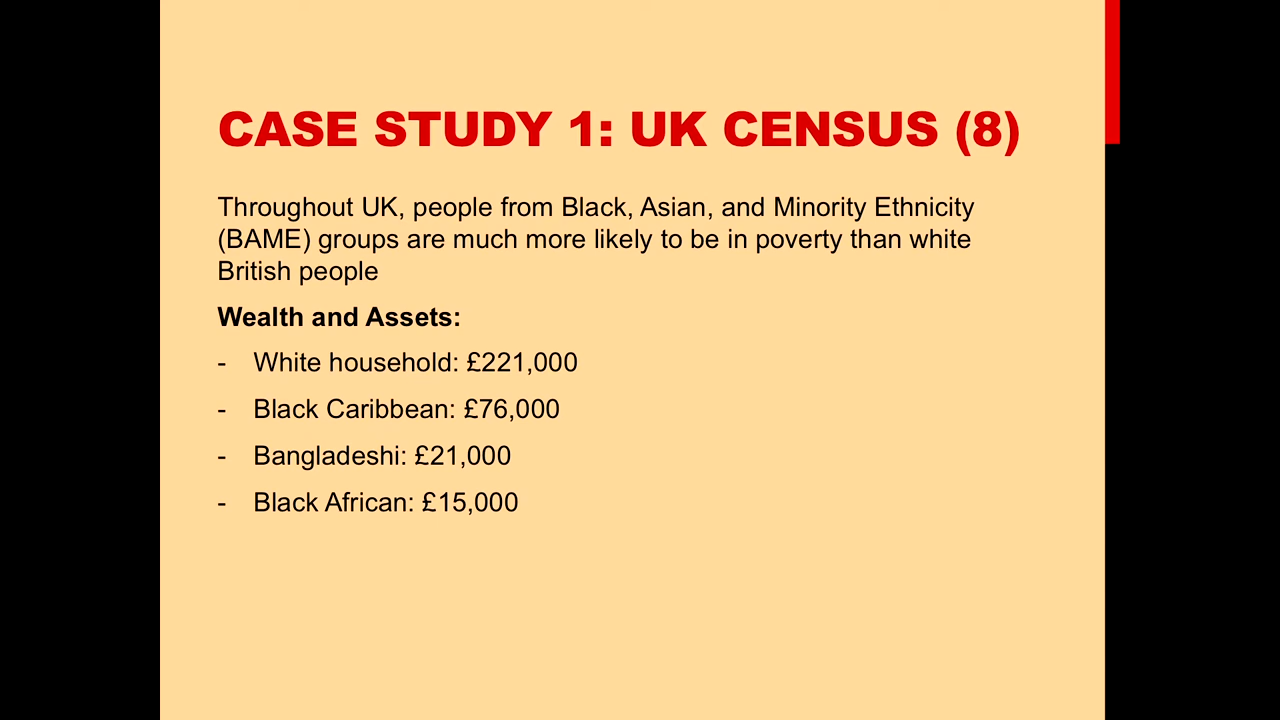 CASE STUDY 1: UK CENSUS (8)
Throughout UK, people from Black, Asian, and Minority Ethnicity
(BAME) groups are much more likely to be in poverty than white
British people
Wealth and Assets:
- White household: £221,000
- Black Caribbean: £76,000
- Bangladeshi: £21,000
- Black African: £15,000